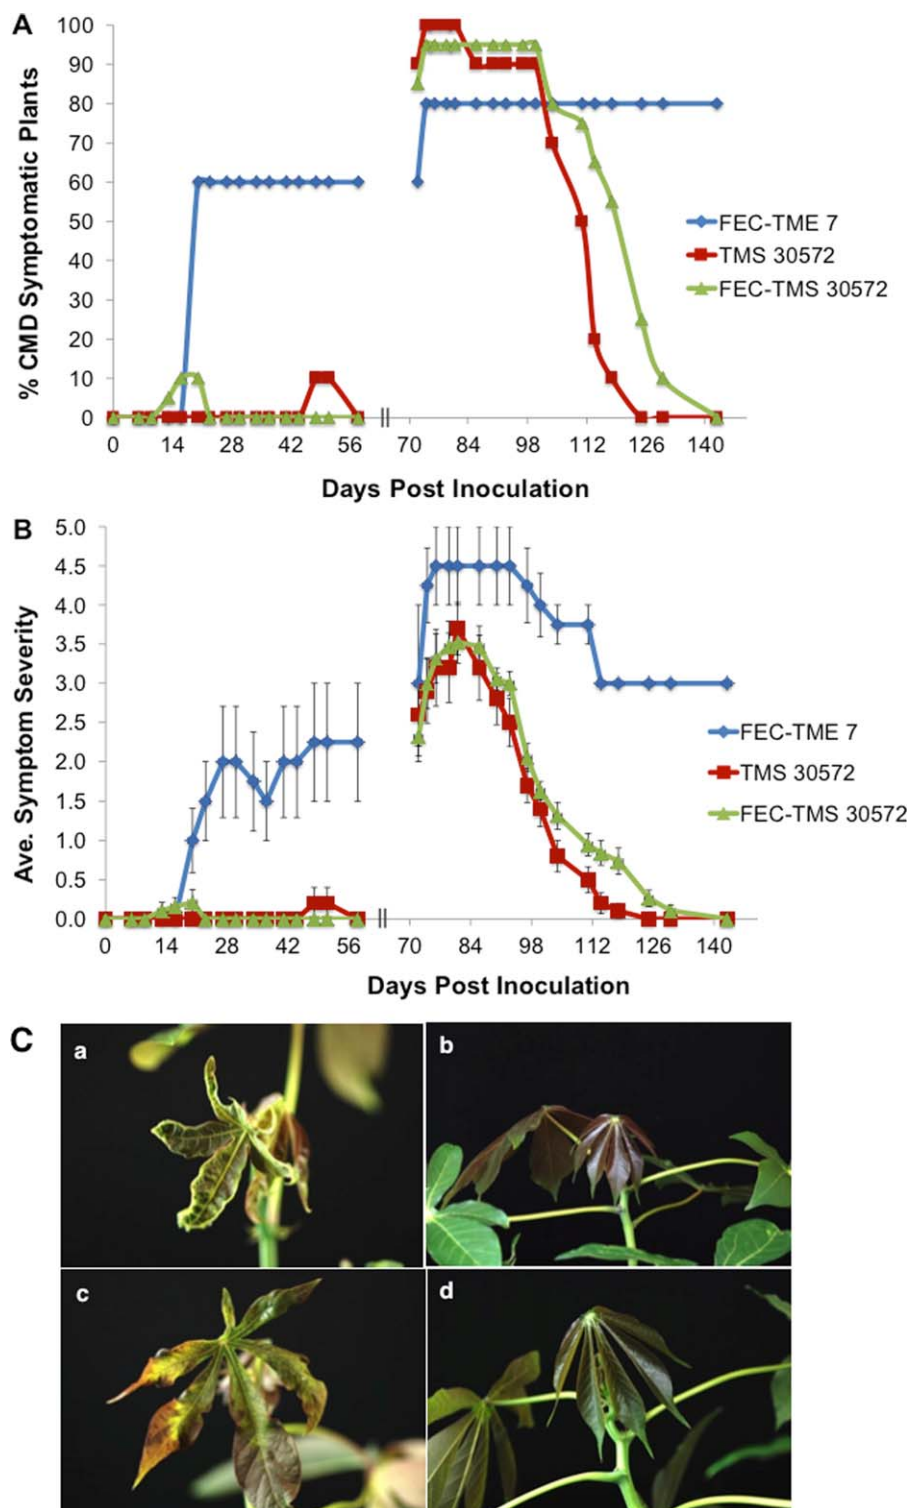 A
100
90
80
70
60
50
40
30
20
10
0
% CMD Symptomatic Plants
FEC-TME 7
TMS 30572
FEC-TMS 30572
0 14 28 42 56 70 84 98 112 126 140
Days Post Inoculation
B
5.0
4.5
4.0
3.5
3.0
2.5
2.0
1.5
1.0
0.5
0.0
Ave. Symptom Severity
FEC-TME 7
TMS 30572
FEC-TMS 30572
0 14 28 42 56 70 84 98 112 126 140
Days Post Inoculation
C
a
b
c
d